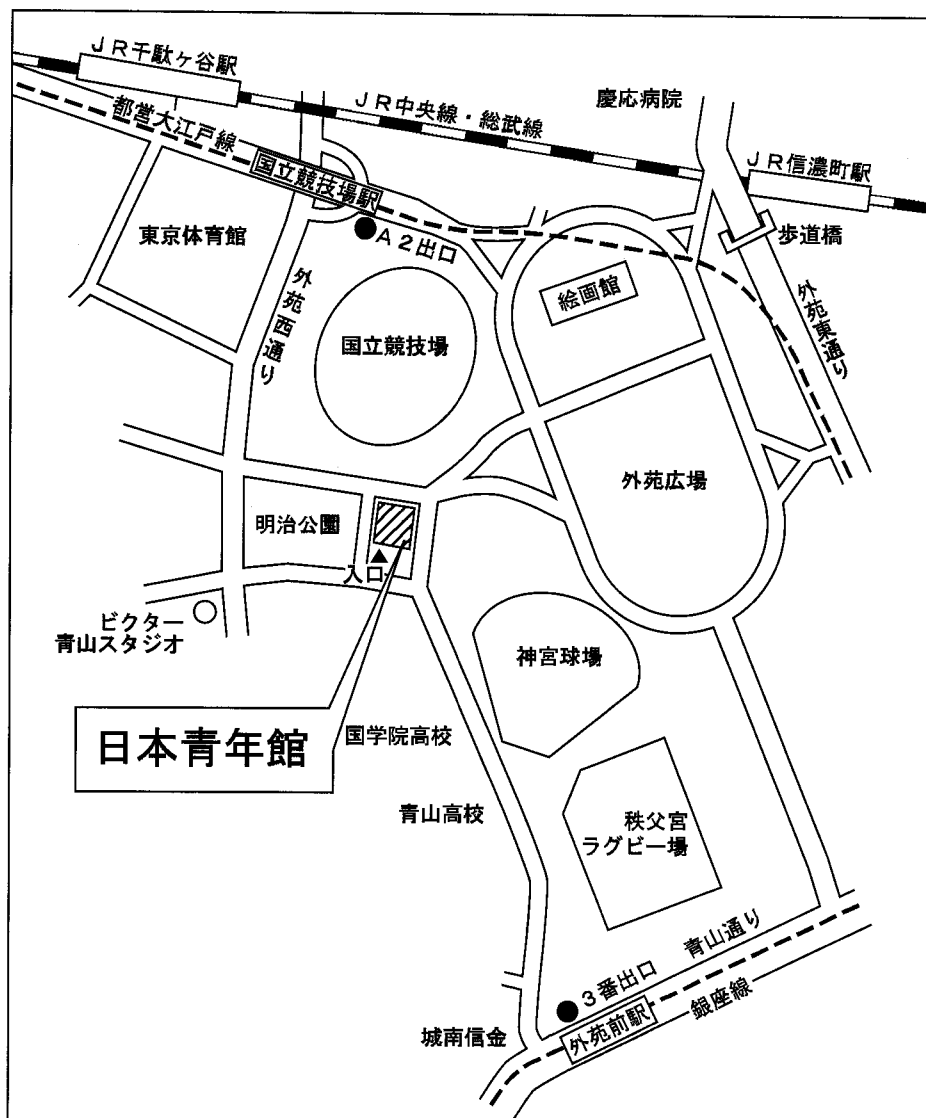 JR千駄ヶ谷駅
JR中央線・総武線
慶応病院
都営大江戸線
国立競技場駅
JR信濃町駅
東京体育館
A2出口
歩道橋
外苑西通り
絵画館
外苑東通り
国立競技場
外苑広場
明治公園
入口
ビクター
青山スタジオ
神宮球場
日本青年館
国学院高校
青山高校
秩父宮
ラグビー場
青山通り
3番出口
銀座線
外苑前駅
城南信金